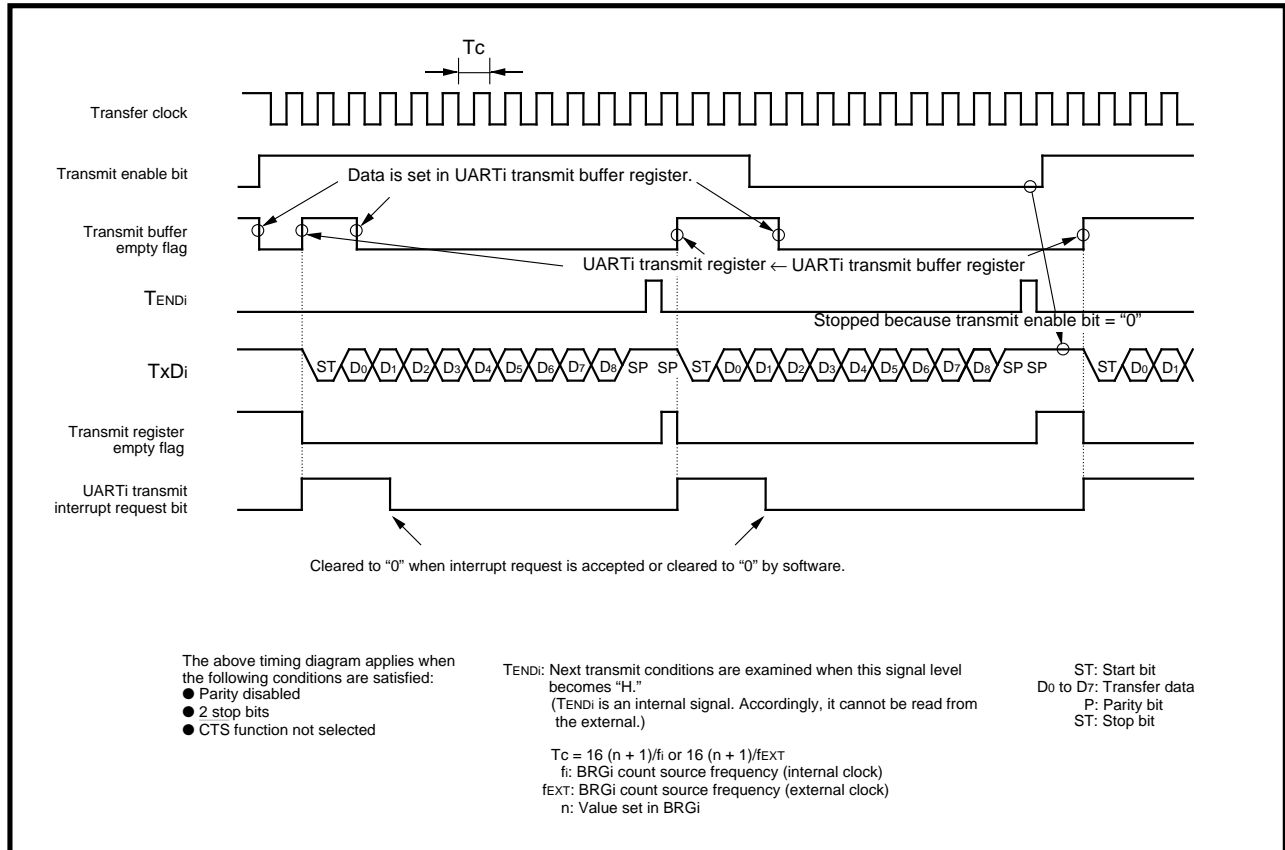 Tc
Transfer clock
Transmit enable bit
Data is set in UARTi transmit buffer register.
Transmit buffer
empty flag
UARTi transmit register ← UARTi transmit buffer register
TENDi
Stopped because transmit enable bit = “0”
TxDi
ST D0 D1 D2 D3 D4 D5 D6 D7 D8 SP SP ST D0 D1 D2 D3 D4 D5 D6 D7 D8 SP SP ST D0 D1
Transmit register
empty flag
UARTi transmit
interrupt request bit
Cleared to “0” when interrupt request is accepted or cleared to “0” by software.
The above timing diagram applies when
the following conditions are satisfied:
● Parity disabled
● 2 stop bits
● CTS function not selected
TENDi: Next transmit conditions are examined when this signal level
becomes “H.”
(TENDi is an internal signal. Accordingly, it cannot be read from
the external.)
Tc = 16 (n + 1)/fi or 16 (n + 1)/fEXT
fi: BRGi count source frequency (internal clock)
fEXT: BRGi count source frequency (external clock)
n: Value set in BRGi
ST: Start bit
D0 to D7: Transfer data
P: Parity bit
ST: Stop bit